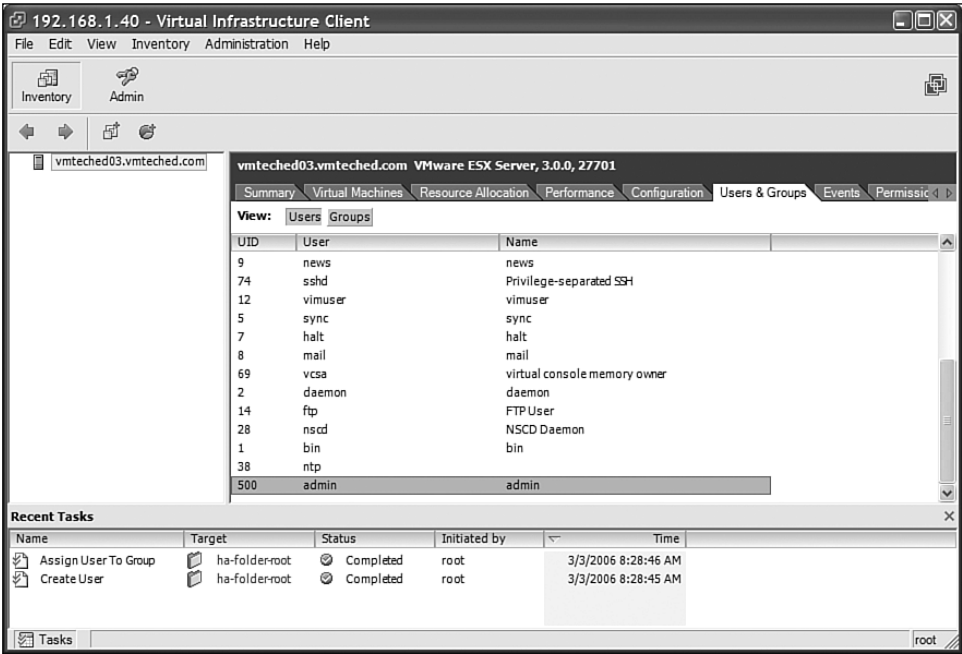 192.168.1.40 - Virtual Infrastructure Client
File Edit View Inventory Administration Help
Inventory Admin
vmteched03.vmteched.com
vmteched03.vmteched.com VMware ESX Server, 3.0.0, 27701
Summary Virtual Machines Resource Allocation Performance Configuration Users & Groups Events Permissic
View: Users Groups
UID User Name
9 news news
74 sshd Privilege-separated SSH
12 vimuser vimuser
5 sync sync
7 halt halt
8 mail mail
69 vcsa virtual console memory owner
2 daemon daemon
14 ftp FTP User
28 nscd NSCD Daemon
1 bin bin
38 ntp
500 admin admin
Recent Tasks
Name Target Status Initiated by Time
Assign User To Group ha-folder-root Completed root 3/3/2006 8:28:46 AM
Create User ha-folder-root Completed root 3/3/2006 8:28:45 AM
Tasks root